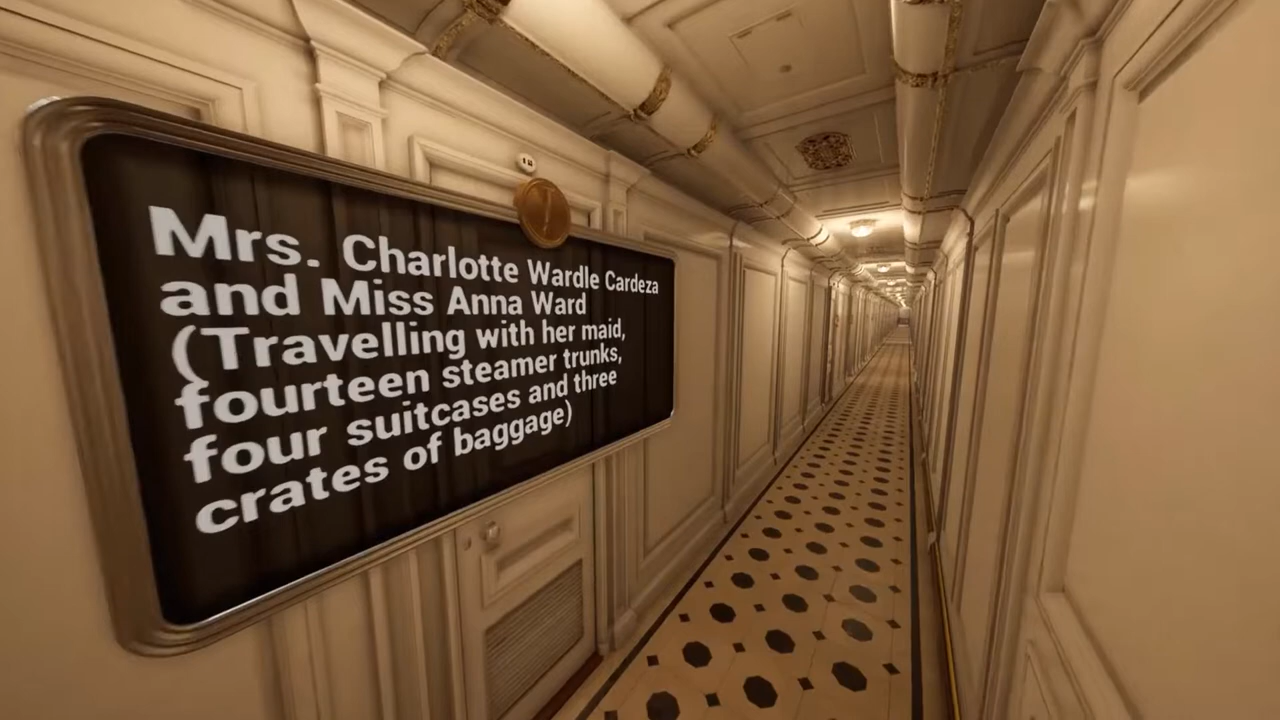 Mrs. Charlotte Wardle Cardeza
and Miss Anna Ward
(Travelling with her maid,
fourteen steamer trunks,
four suitcases and three
crates of baggage)